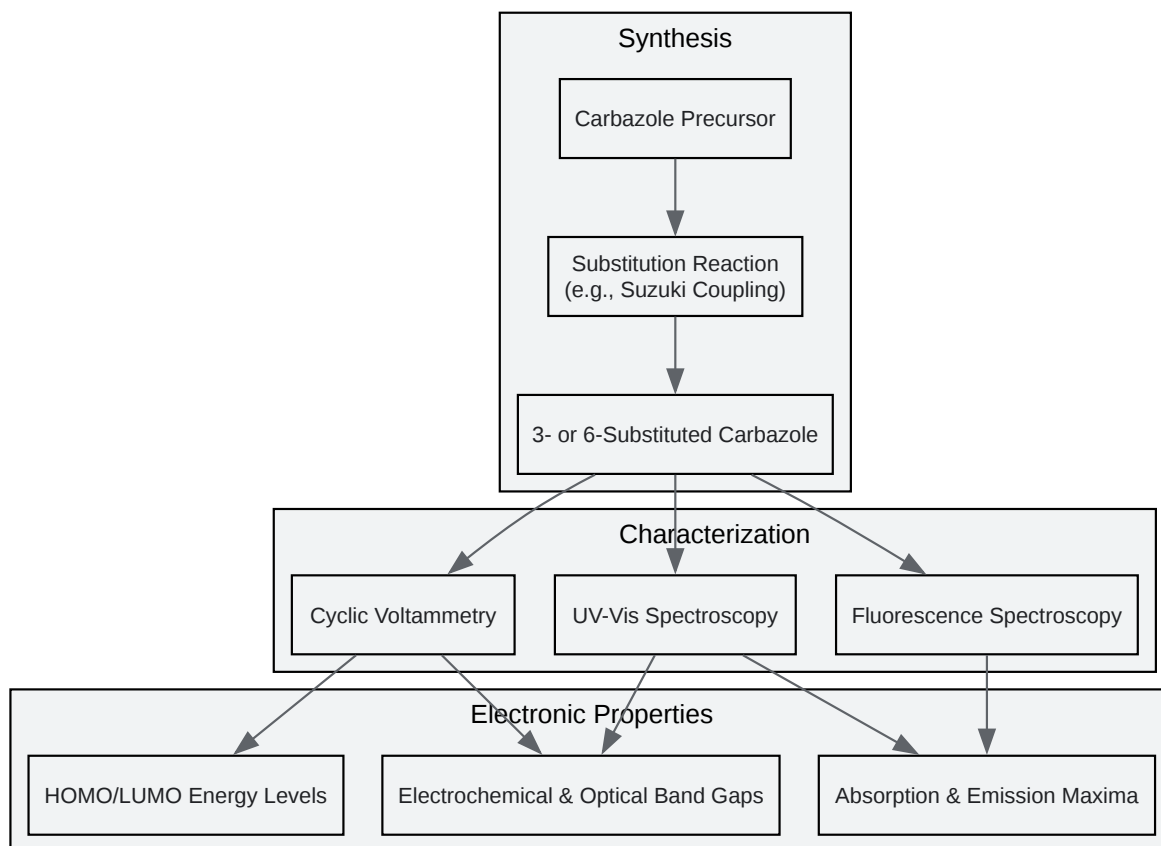 Synthesis
Carbazole Precursor
Substitution Reaction
(e.g., Suzuki Coupling)
3- or 6-Substituted Carbazole
Characterization
Cyclic Voltammetry
UV-Vis Spectroscopy
Fluorescence Spectroscopy
Electronic Properties
HOMO/LUMO Energy Levels
Electrochemical & Optical Band Gaps
Absorption & Emission Maxima